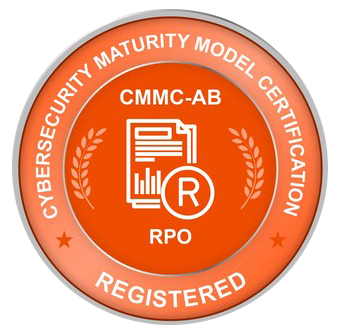 CYBERSECURITY MATURITY MODEL CERTIFICATION
CMMC-AB
R
RPO
REGISTERED